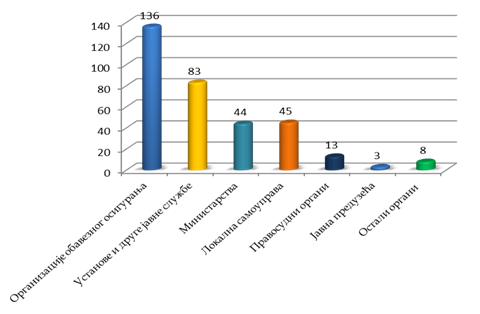 136
140
120
100
80
60
40
20
0
83
44
45
13
3
8
Организације обавезног осигурања
Установе и друге јавне службе
Министарства
Локална самоуправа
Правосудни органи
Јавна предузећа
Остали органи